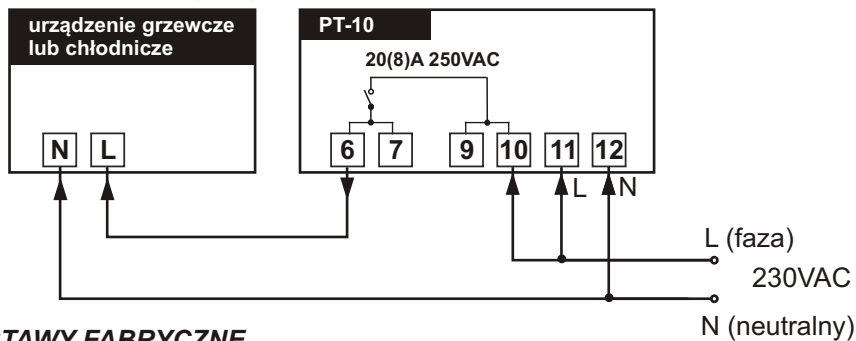 urządzenie grzewcze
lub chłodnicze
PT-10
20(8)A 250VAC
N L
6 7 9 10 11 12
L N
L (faza)
230VAC
N (neutralny)